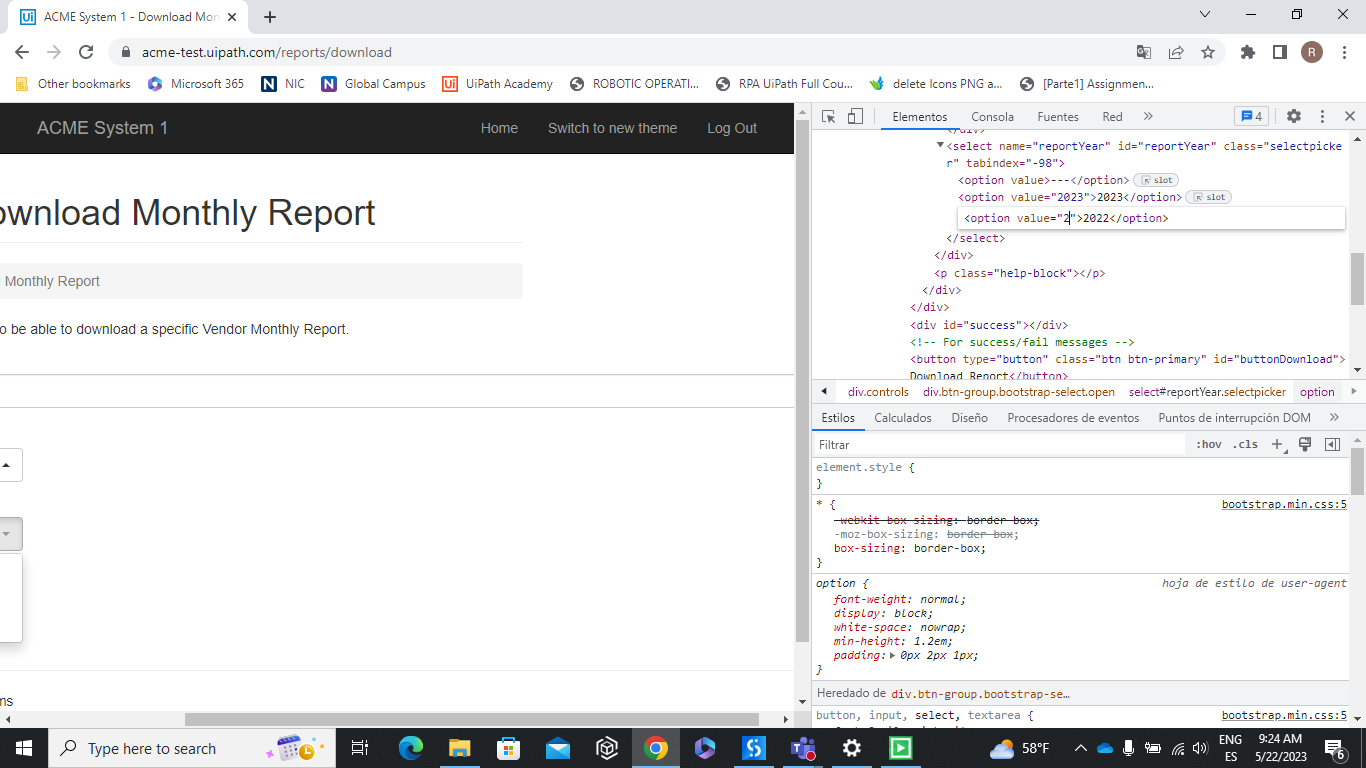 ACME System 1 - Download Mon
acme-test.uipath.com/reports/download
R
Other bookmarks
Microsoft 365
NIC
Global Campus
UiPath Academy
ROBOTIC OPERATI...
RPA UiPath Full Cou...
delete Icons PNG a...
[Parte1] Assignmen...
ACME System 1
Home
Switch to new theme
Log Out
ownload Monthly Report
Monthly Report
o be able to download a specific Vendor Monthly Report.
ms
Elementos
Consola
Fuentes
Red
4
</div>
<select name="reportYear" id="reportYear" class="selectpicke
r" tabindex="-98">
<option value>---</option> slot
<option value="2023">2023</option> slot
<option value="2">2022</option>
</select>
</div>
<p class="help-block"></p>
</div>
</div>
<div id="success"></div>
<!-- For success/fail messages -->
<button type="button" class="btn btn-primary" id="buttonDownload">
Download Report</button>
div.controls
div.btn-group.bootstrap-select.open
select#reportYear.selectpicker
option
Estilos
Calculados
Diseño
Procesadores de eventos
Puntos de interrupción DOM
Filtrar
:hov
.cls
element.style {
}
* {
bootstrap.min.css:5
-webkit-box-sizing: border-box;
-moz-box-sizing: border-box;
box-sizing: border-box;
}
option {
hoja de estilo de user-agent
font-weight: normal;
display: block;
white-space: nowrap;
min-height: 1.2em;
padding: 0px 2px 1px;
}
Heredado de div.btn-group.bootstrap-se…
button, input, select, textarea {
bootstrap.min.css:5
Type here to search
58°F
ENG
ES
9:24 AM
5/22/2023
6